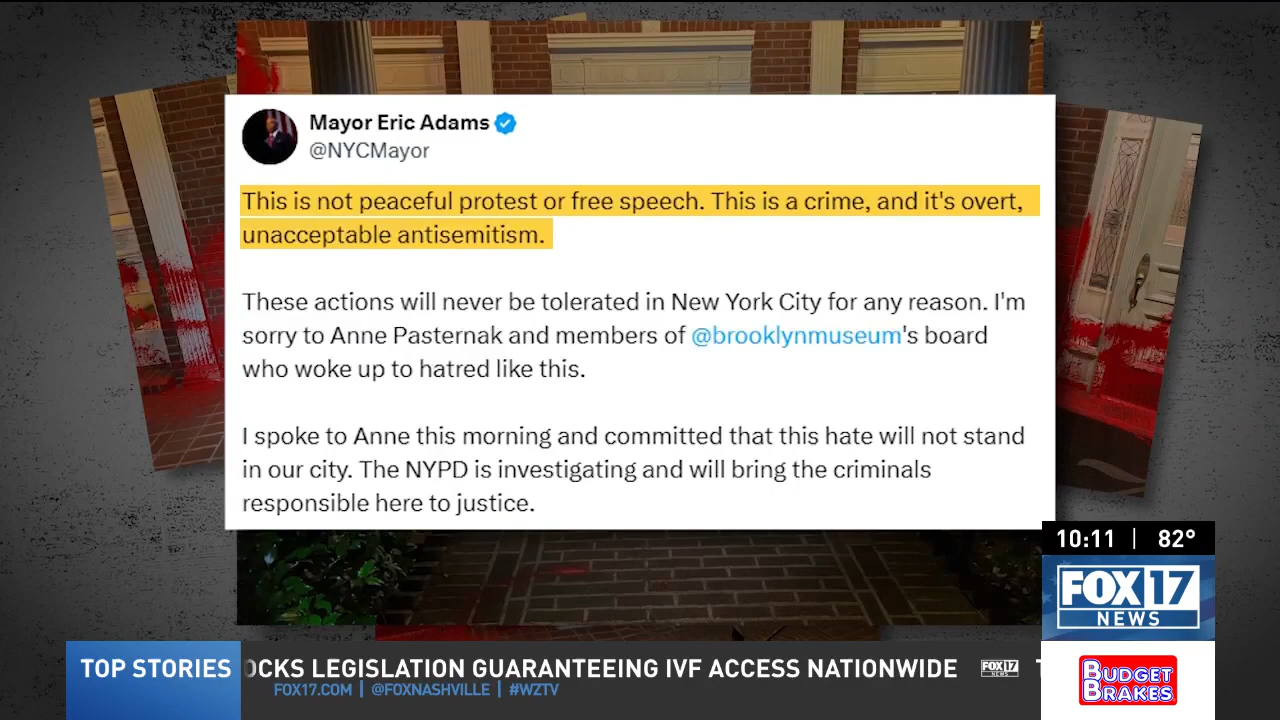 Mayor Eric Adams
@NYCMayor
This is not peaceful protest or free speech. This is a crime, and it's overt,
unacceptable antisemitism.
These actions will never be tolerated in New York City for any reason. I'm
sorry to Anne Pasternak and members of @brooklynmuseum's board
who woke up to hatred like this.
I spoke to Anne this morning and committed that this hate will not stand
in our city. The NYPD is investigating and will bring the criminals
responsible here to justice.
10:11 | 82°
FOX 17
NEWS
TOP STORIES
OCKS LEGISLATION GUARANTEEING IVF ACCESS NATIONWIDE FOX 17 NEWS T
FOX17.COM | @FOXNASHVILLE | #WZTV
BUDGET
BRAKES